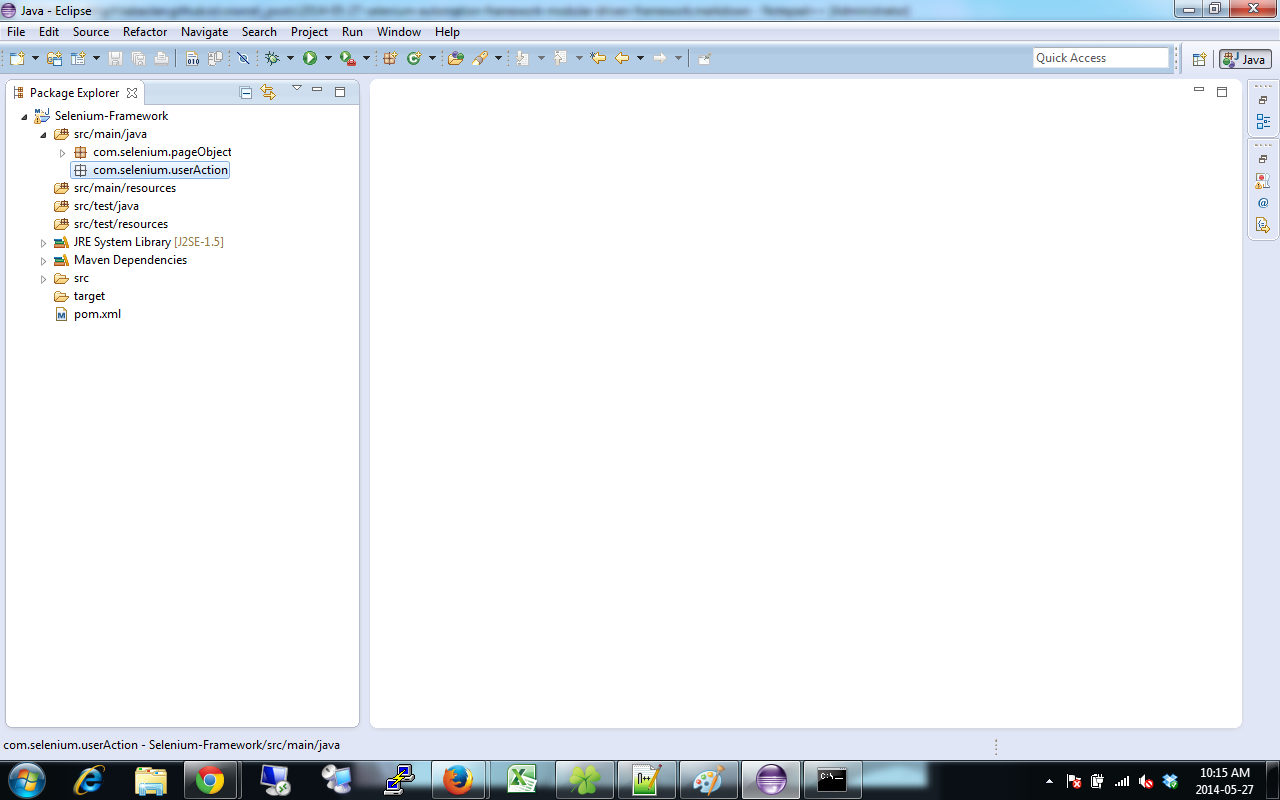 Java - Eclipse
File Edit Source Refactor Navigate Search Project Run Window Help
Quick Access
Java
Package Explorer
Selenium-Framework
src/main/java
com.selenium.pageObject
com.selenium.userAction
src/main/resources
src/test/java
src/test/resources
JRE System Library [J2SE-1.5]
Maven Dependencies
src
target
pom.xml
com.selenium.userAction - Selenium-Framework/src/main/java
10:15 AM
2014-05-27